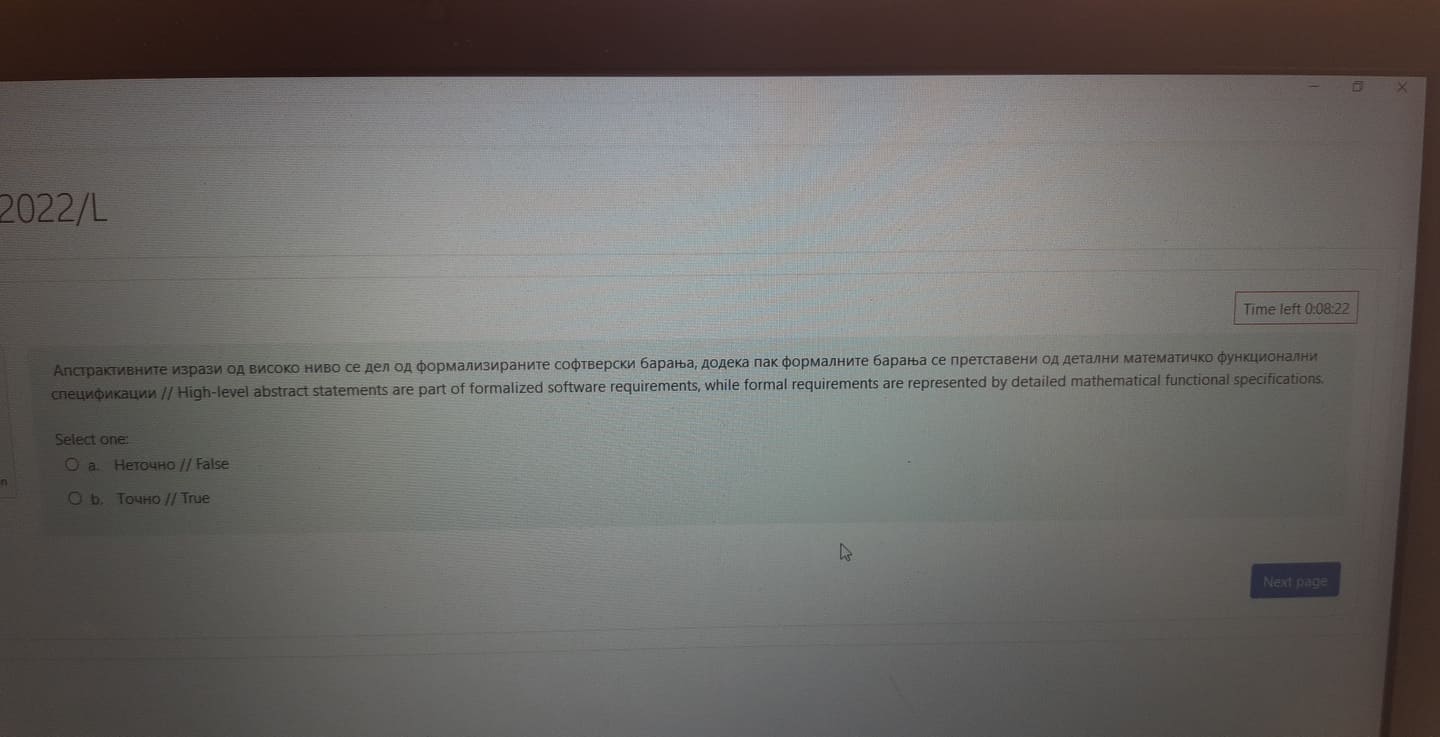 2022/L
Time left 0:08:22
Апстрактивните изрази од високо ниво се дел од формализираните софтверски барања, додека пак формалните барања се претставени од детални математичко функционални
спецификации // High-level abstract statements are part of formalized software requirements, while formal requirements are represented by detailed mathematical functional specifications.
Select one:
a. Неточно // False
n
b. Точно // True
Next page